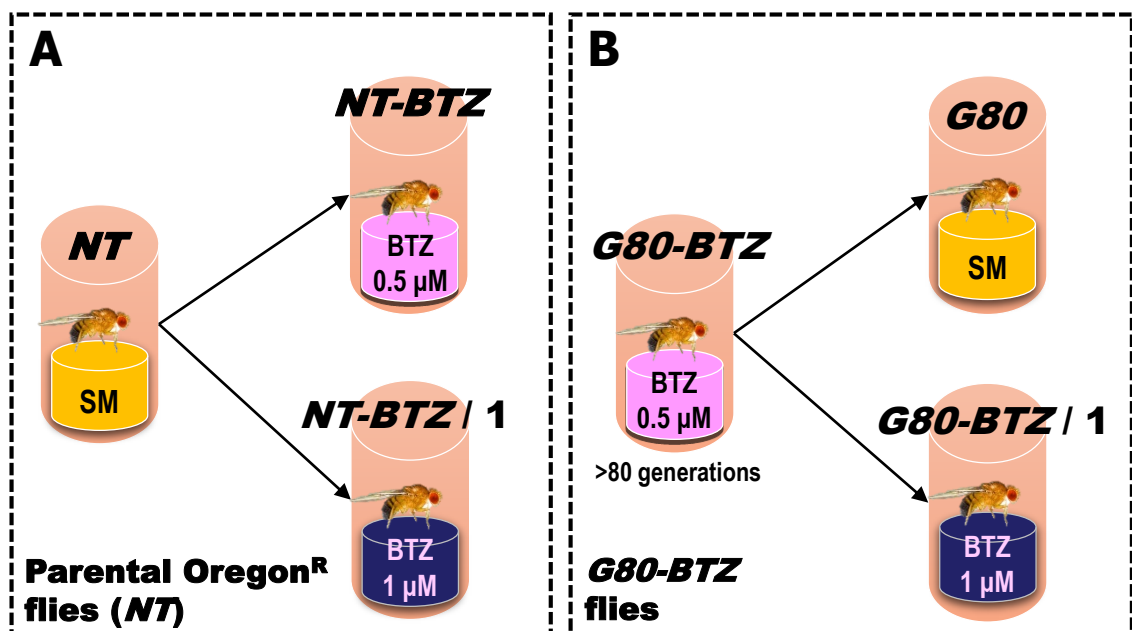 A
NT
SM
NT-BTZ
BTZ
0.5 µM
NT-BTZ / 1
BTZ
1 µM
Parental Oregonᴿ
flies (NT)
B
G80-BTZ
BTZ
0.5 µM
>80 generations
G80
SM
G80-BTZ / 1
BTZ
1 µM
G80-BTZ
flies